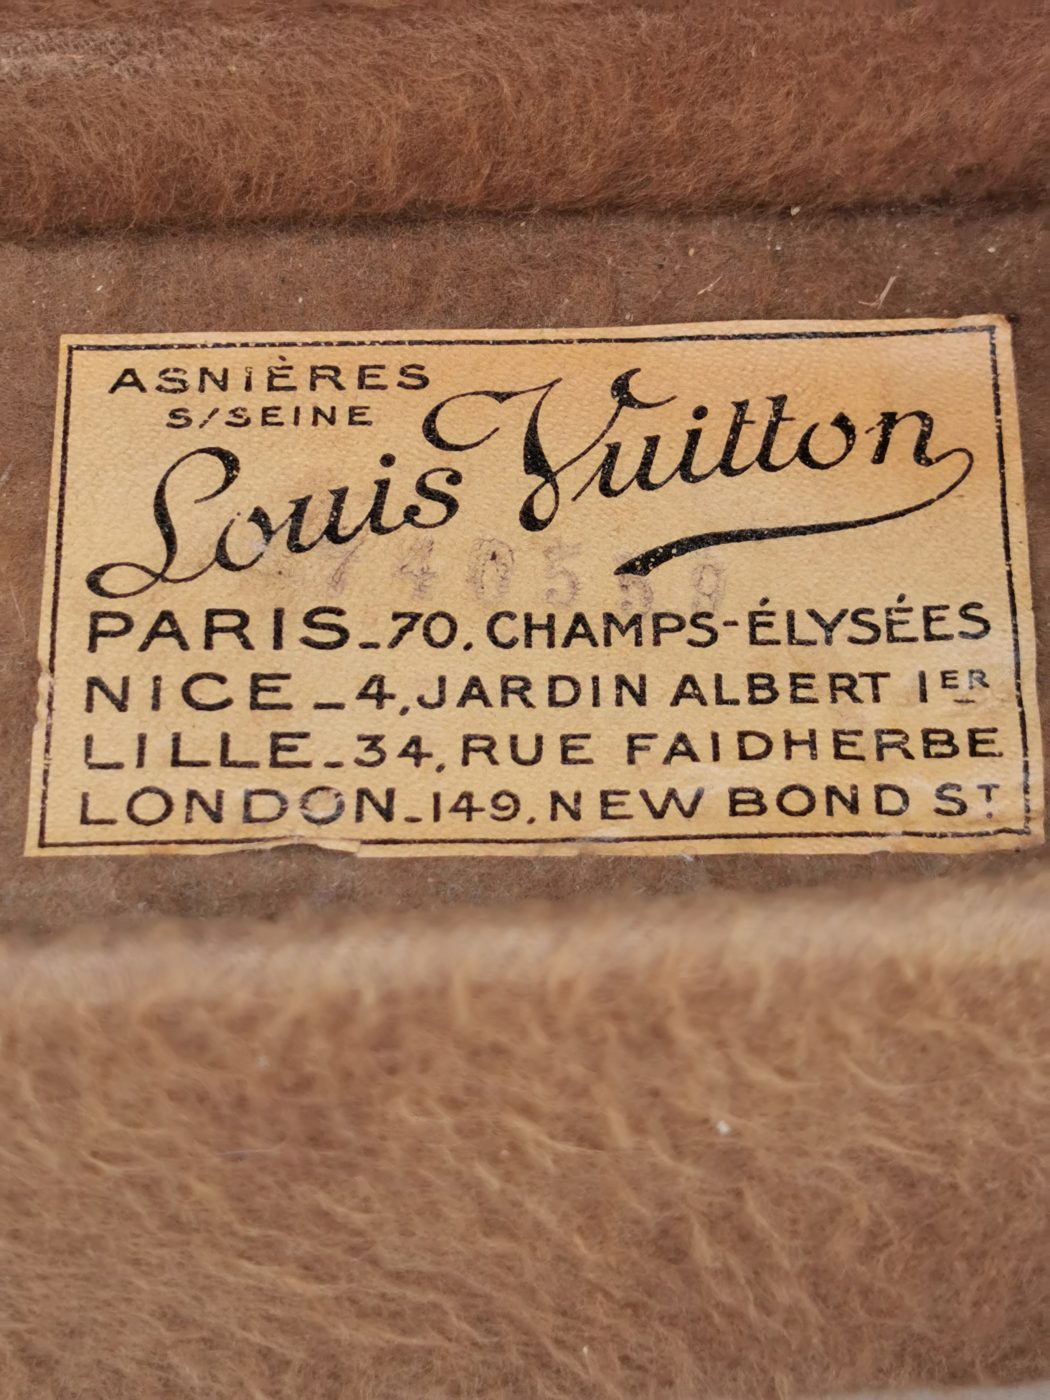 ASNIÈRES
S/SEINE
Louis Vuitton
PARIS_70, CHAMPS-ÉLYSÉES
NICE_4, JARDIN ALBERT 1ER
LILLE_34, RUE FAIDHERBE
LONDON_149, NEW BOND ST.